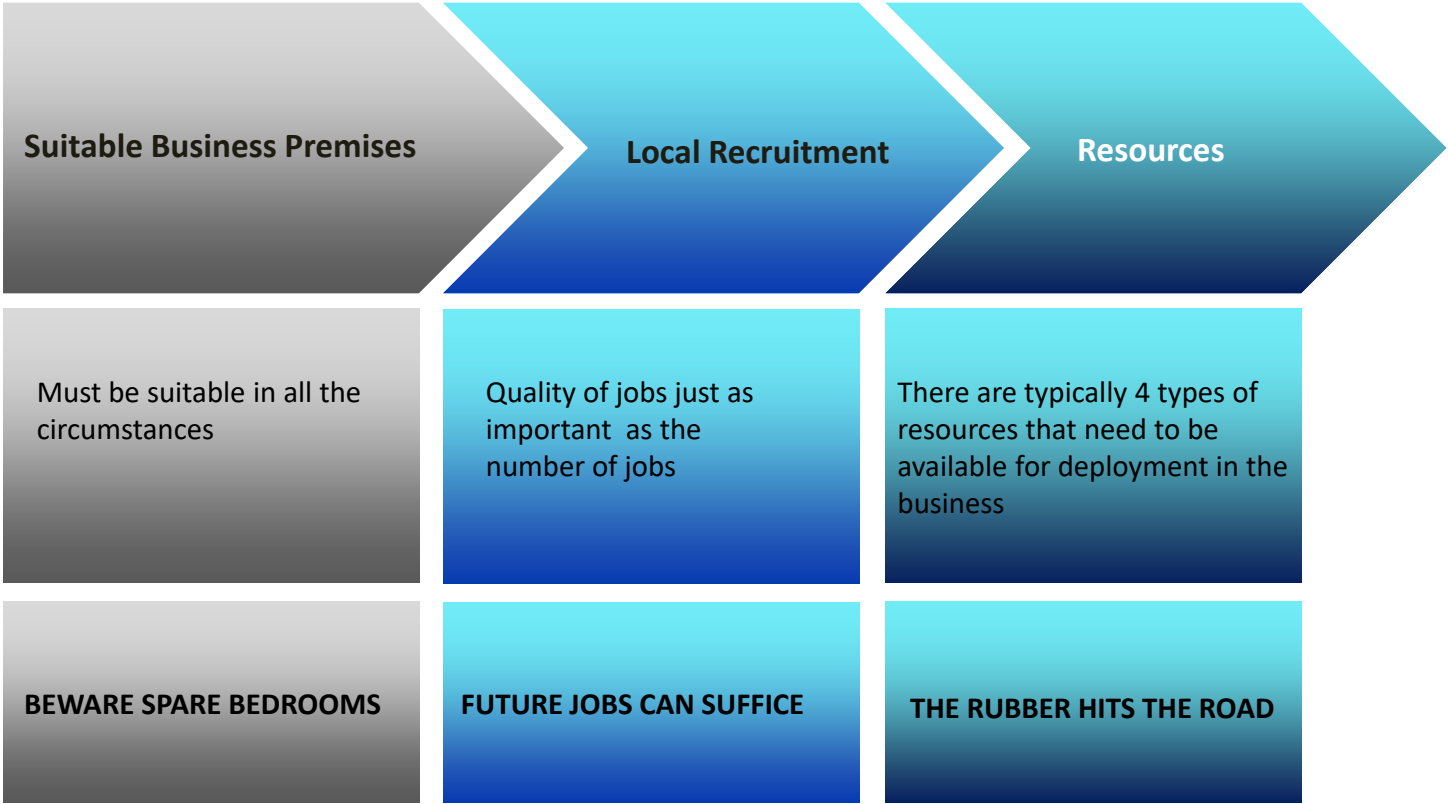 Suitable Business Premises
Local Recruitment
Resources
Must be suitable in all the
circumstances
Quality of jobs just as
important  as the
number of jobs
There are typically 4 types of
resources that need to be
available for deployment in the
business
BEWARE SPARE BEDROOMS
FUTURE JOBS CAN SUFFICE
THE RUBBER HITS THE ROAD